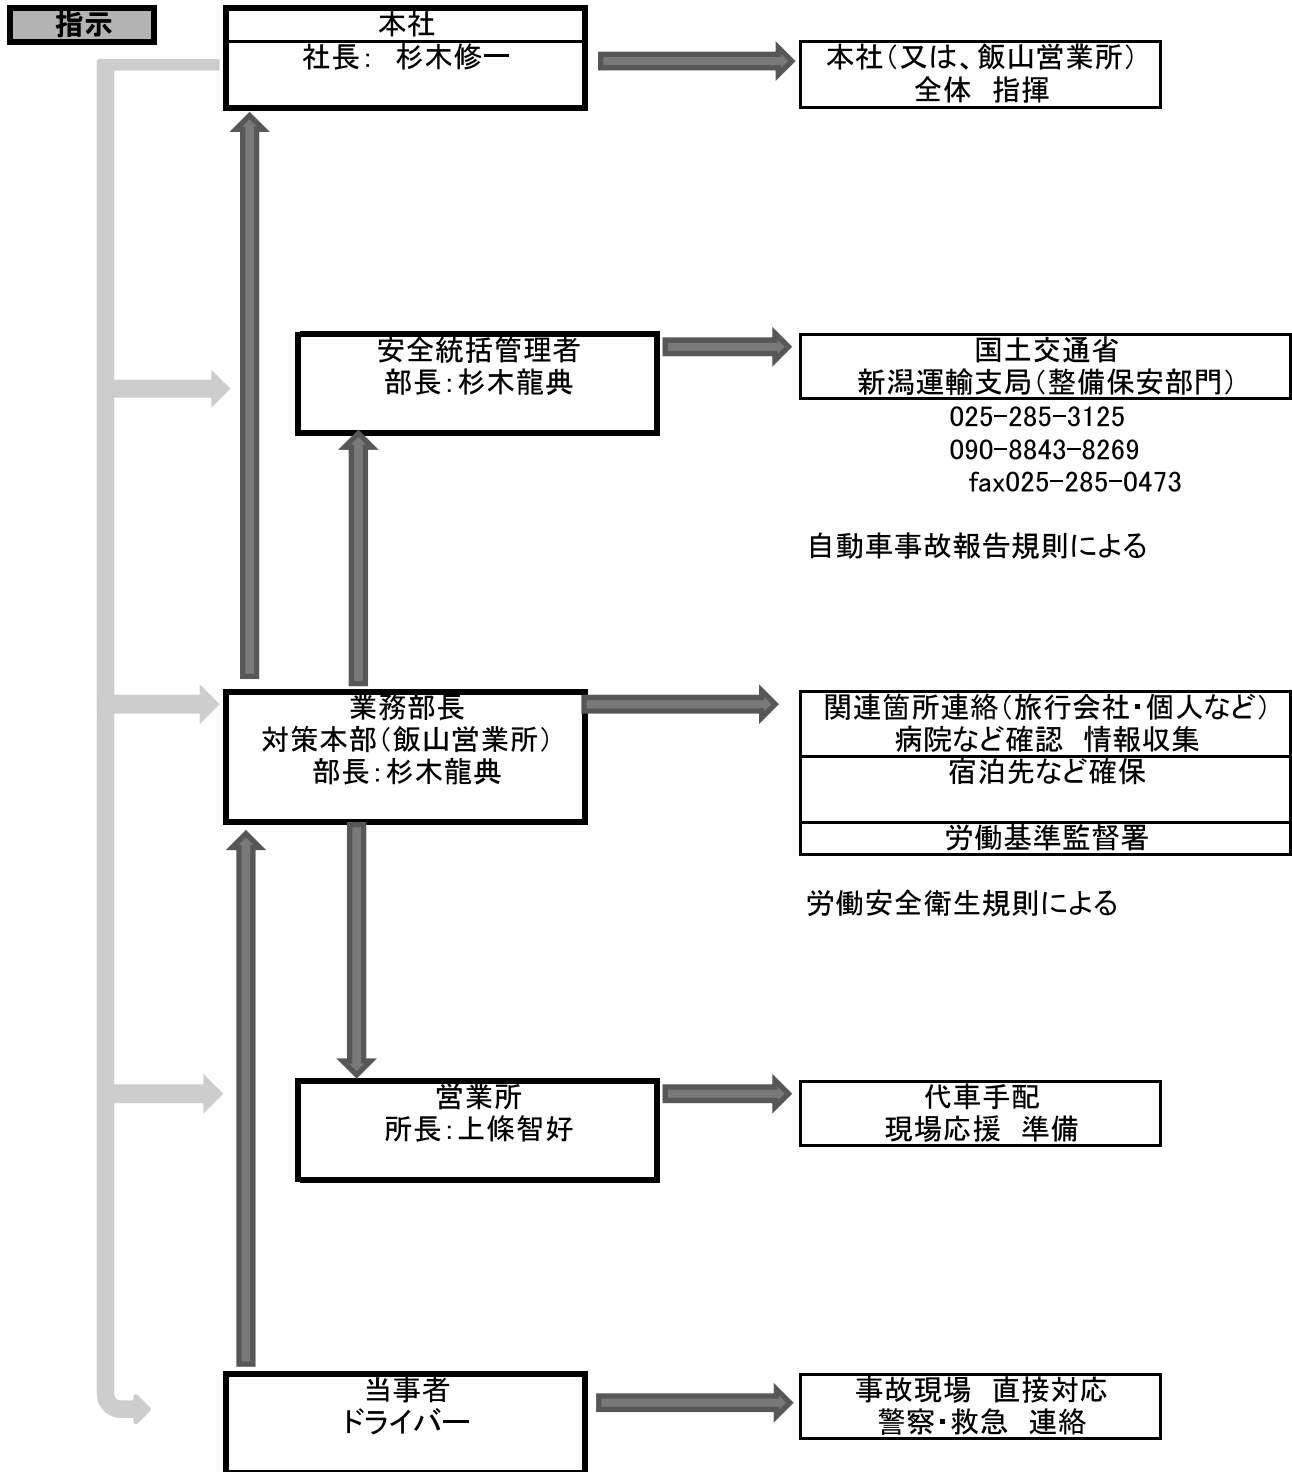 指示
本社
社長： 杉木修一
本社（又は、飯山営業所）
全体　指揮
安全統括管理者
部長：杉木龍典
国土交通省
新潟運輸支局（整備保安部門）
025-285-3125
090-8843-8269
fax025-285-0473
自動車事故報告規則による
業務部長
対策本部（飯山営業所）
部長：杉木龍典
関連箇所連絡（旅行会社・個人など）
病院など確認　情報収集
宿泊先など確保
労働基準監督署
労働安全衛生規則による
営業所
所長：上條智好
代車手配
現場応援　準備
当事者
ドライバー
事故現場　直接対応
警察・救急　連絡